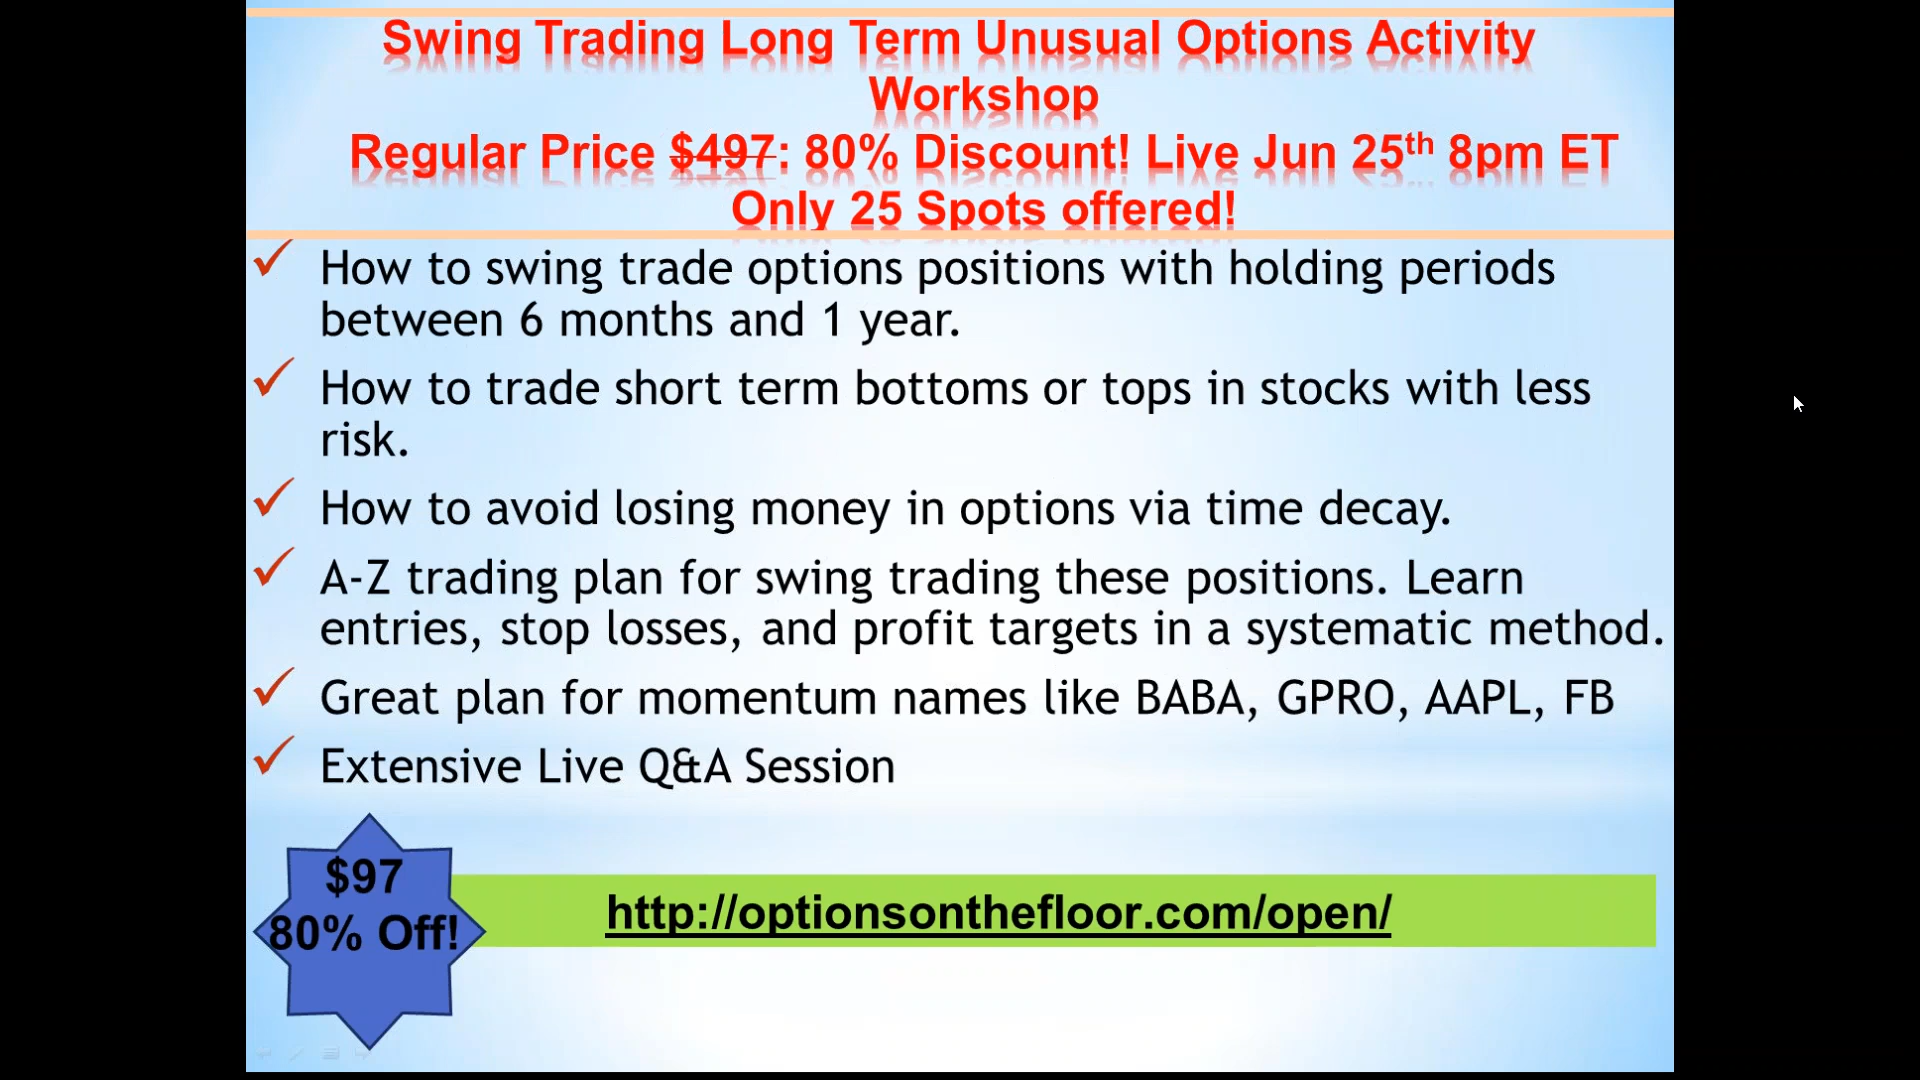 Swing Trading Long Term Unusual Options Activity
Workshop
Regular Price $497: 80% Discount! Live Jun 25th 8pm ET
Only 25 Spots offered!
✓ How to swing trade options positions with holding periods
between 6 months and 1 year.
✓ How to trade short term bottoms or tops in stocks with less
risk.
✓ How to avoid losing money in options via time decay.
✓ A-Z trading plan for swing trading these positions. Learn
entries, stop losses, and profit targets in a systematic method.
✓ Great plan for momentum names like BABA, GPRO, AAPL, FB
✓ Extensive Live Q&A Session
$97
80% Off!
http://optionsonthefloor.com/open/